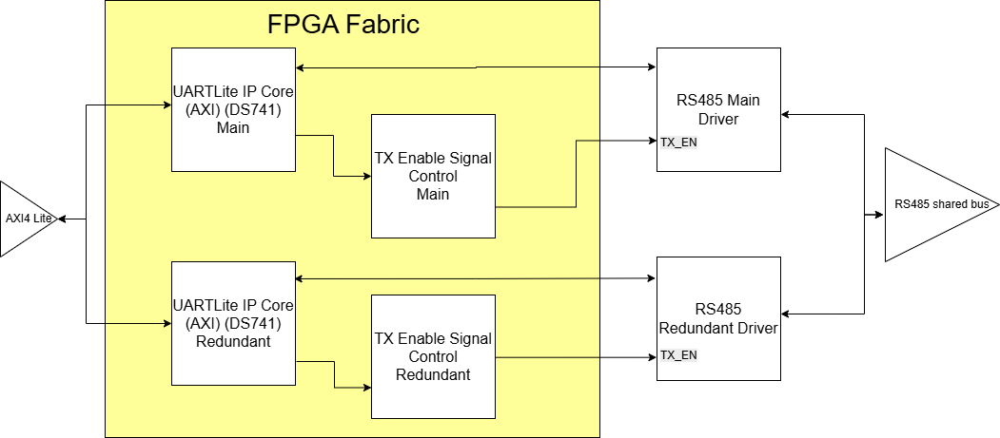 FPGA Fabric
UARTLite IP Core
(AXI) (DS741)
Main
TX Enable Signal
Control
Main
RS485 Main
Driver
TX_EN
AXI4 Lite
RS485 shared bus
UARTLite IP Core
(AXI) (DS741)
Redundant
TX Enable Signal
Control
Redundant
RS485
Redundant Driver
TX_EN